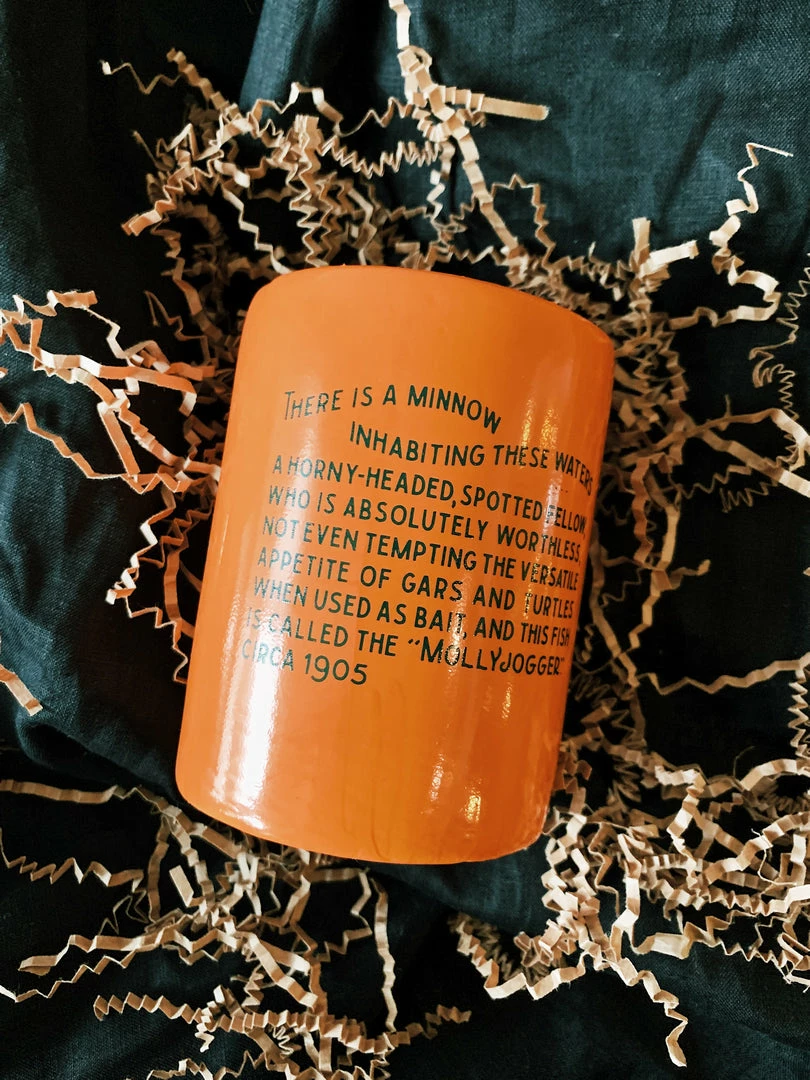 THERE IS A MINNOW
INHABITING THESE WATERS
A HORNY-HEADED, SPOTTED FELLOW,
WHO IS ABSOLUTELY WORTHLESS,
NOT EVEN TEMPTING THE VERSATILE
APPETITE OF GARS AND TURTLES
WHEN USED AS BAIT, AND THIS FISH
IS CALLED THE "MOLLYJOGGER."
CIRCA 1905